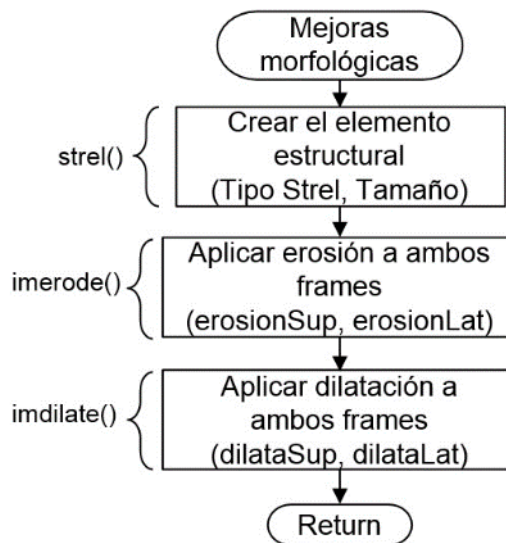 Mejoras
morfológicas
strel()
Crear el elemento
estructural
(Tipo Strel, Tamaño)
imerode()
Aplicar erosión a ambos
frames
(erosionSup, erosionLat)
imdilate()
Aplicar dilatación a
ambos frames
(dilataSup, dilataLat)
Return